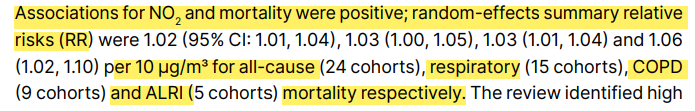 Associations for NO₂ and mortality were positive; random-effects summary relative
risks (RR) were 1.02 (95% CI: 1.01, 1.04), 1.03 (1.00, 1.05), 1.03 (1.01, 1.04) and 1.06
(1.02, 1.10) per 10 µg/m³ for all-cause (24 cohorts), respiratory (15 cohorts), COPD
(9 cohorts) and ALRI (5 cohorts) mortality respectively. The review identified high